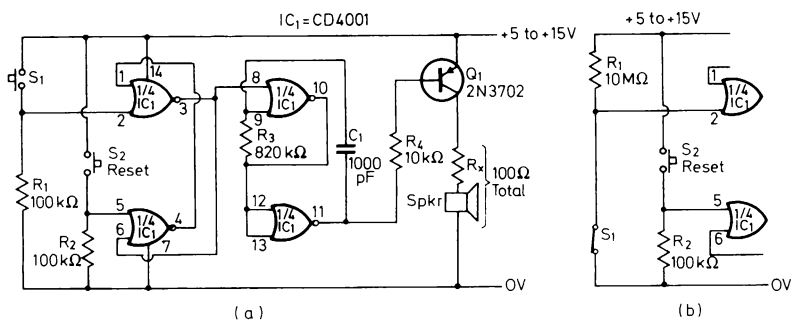 IC₁ = CD4001
+5 to +15V
S₁
1
14
1/4
IC₁
3
2
S₂
Reset
R₁
100kΩ
5
1/4
IC₁
4
6
7
R₂
100kΩ
8
1/4
IC₁
10
9
R₃
820kΩ
C₁
1000
pF
12
1/4
IC₁
11
13
R₄
10kΩ
Q₁
2N3702
Rₓ
100Ω
Total
Spkr
0V
(a)
+5 to +15V
R₁
10MΩ
1
1/4
IC₁
2
S₂
Reset
S₁
5
1/4
IC₁
6
R₂
100kΩ
0V
(b)